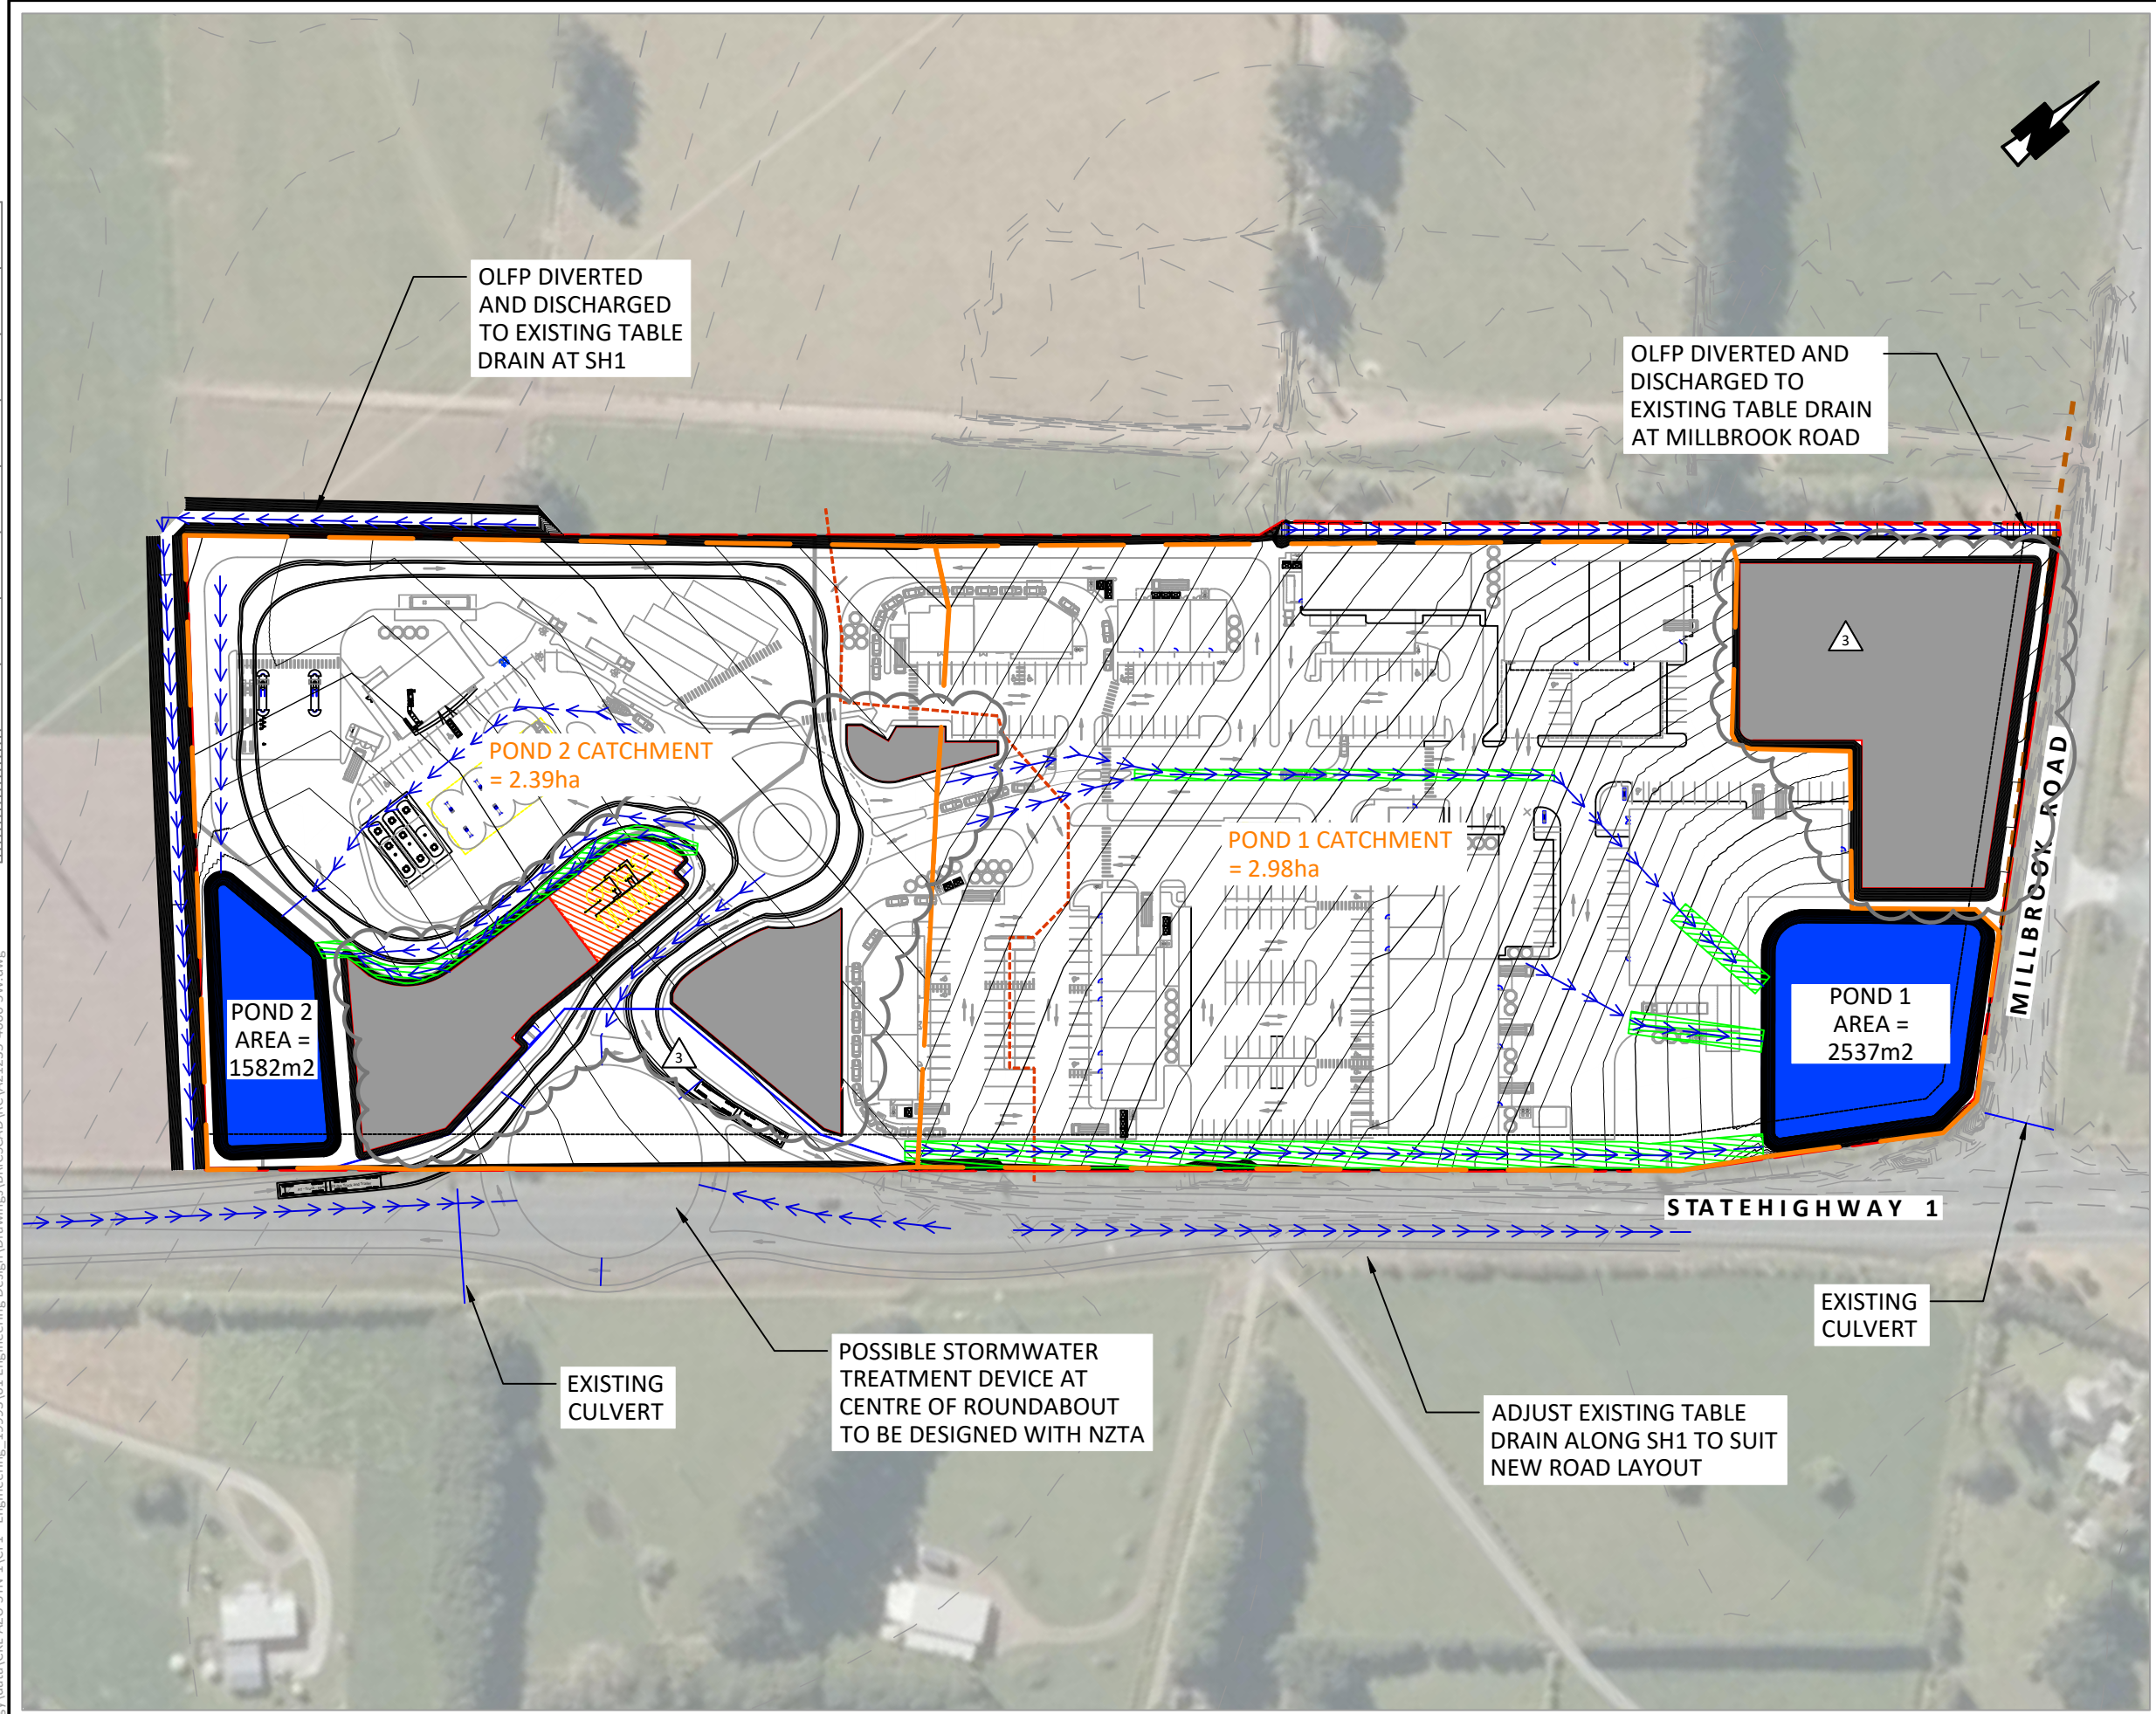 OLFP DIVERTED
AND DISCHARGED
TO EXISTING TABLE
DRAIN AT SH1
OLFP DIVERTED AND
DISCHARGED TO
EXISTING TABLE DRAIN
AT MILLBROOK ROAD
N
3
POND 2 CATCHMENT
= 2.39ha
POND 1 CATCHMENT
= 2.98ha
MILLBROOK ROAD
POND 2
AREA =
1582m2
POND 1
AREA =
2537m2
3
STATEHIGHWAY 1
EXISTING
CULVERT
POSSIBLE STORMWATER
TREATMENT DEVICE AT
CENTRE OF ROUNDABOUT
TO BE DESIGNED WITH NZTA
ADJUST EXISTING TABLE
DRAIN ALONG SH1 TO SUIT
NEW ROAD LAYOUT
EXISTING
CULVERT